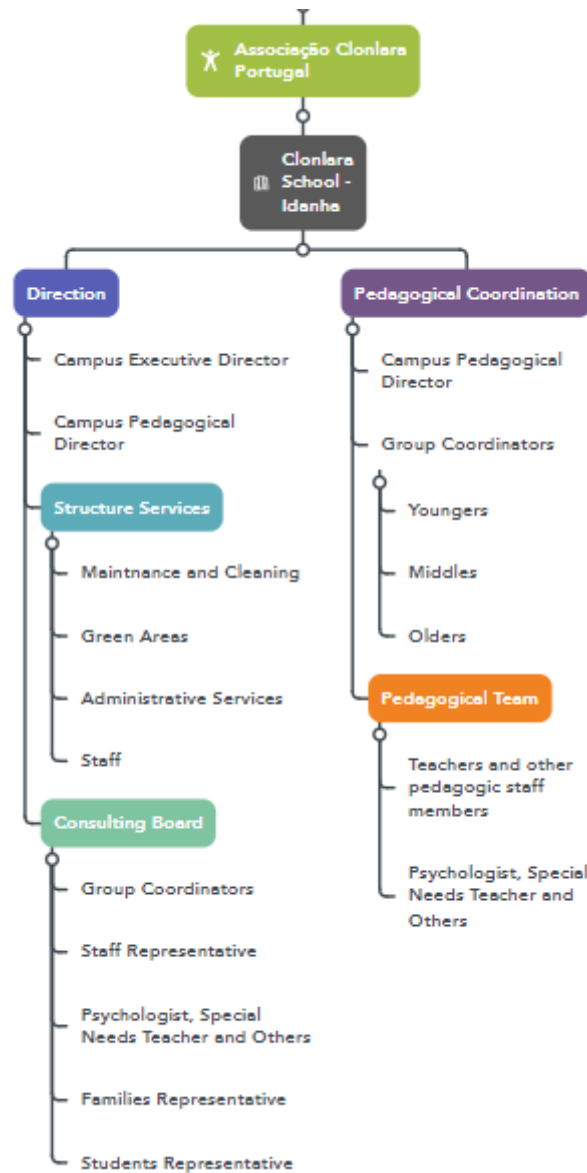 Associação Clonlara
Portugal
Clonlara
School -
Idanha
Direction
Campus Executive Director
Campus Pedagogical
Director
Structure Services
Maintnance and Cleaning
Green Areas
Administrative Services
Staff
Consulting Board
Group Coordinators
Staff Representative
Psychologist, Special
Needs Teacher and Others
Families Representative
Students Representative
Pedagogical Coordination
Campus Pedagogical
Director
Group Coordinators
Youngers
Middles
Olders
Pedagogical Team
Teachers and other
pedagogic staff
members
Psychologist, Special
Needs Teacher and
Others